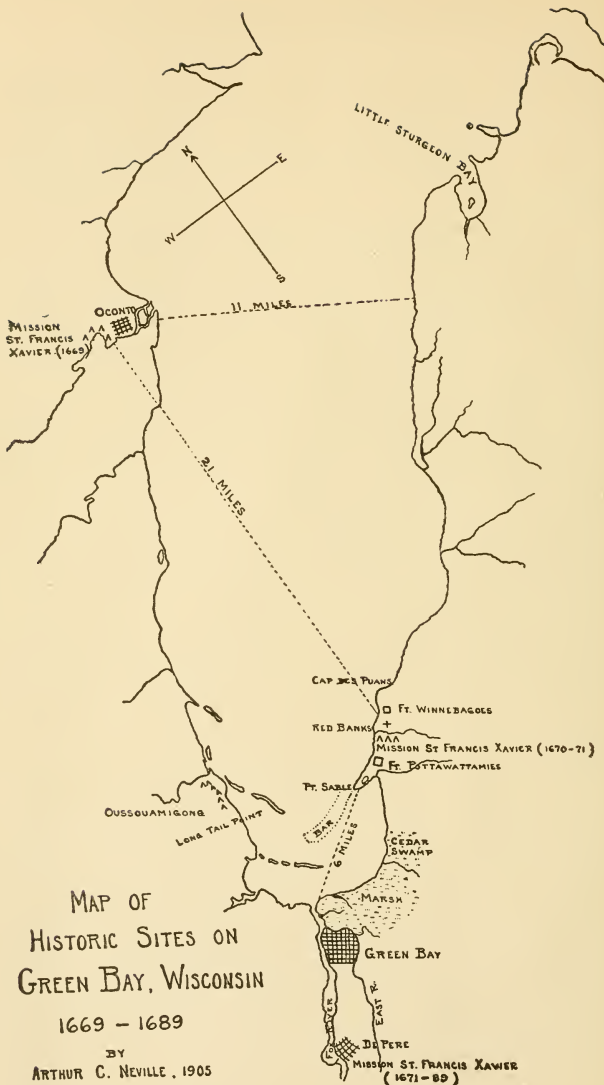 LITTLE STURGEON BAY
N
E
W
S
OCONTO
11 MILES
MISSION
ST. FRANCIS
XAVIER (1669)
21 MILES
CAP DES PUANS
FT. WINNEBAGOES
RED BANKS
MISSION ST FRANCIS XAVIER (1670-71)
FT. POTTAWATTAMIES
PT. SABLE
OUSSOUAMIGONG
LONG TAIL POINT
BAR
6 MILES
CEDAR
SWAMP
MARSH
GREEN BAY
FOX RIVER
EAST R.
DE PERE
MISSION ST. FRANCIS XAVIER
(1671-89)
MAP OF
HISTORIC SITES ON
GREEN BAY, WISCONSIN
1669 – 1689
BY
ARTHUR C. NEVILLE, 1905